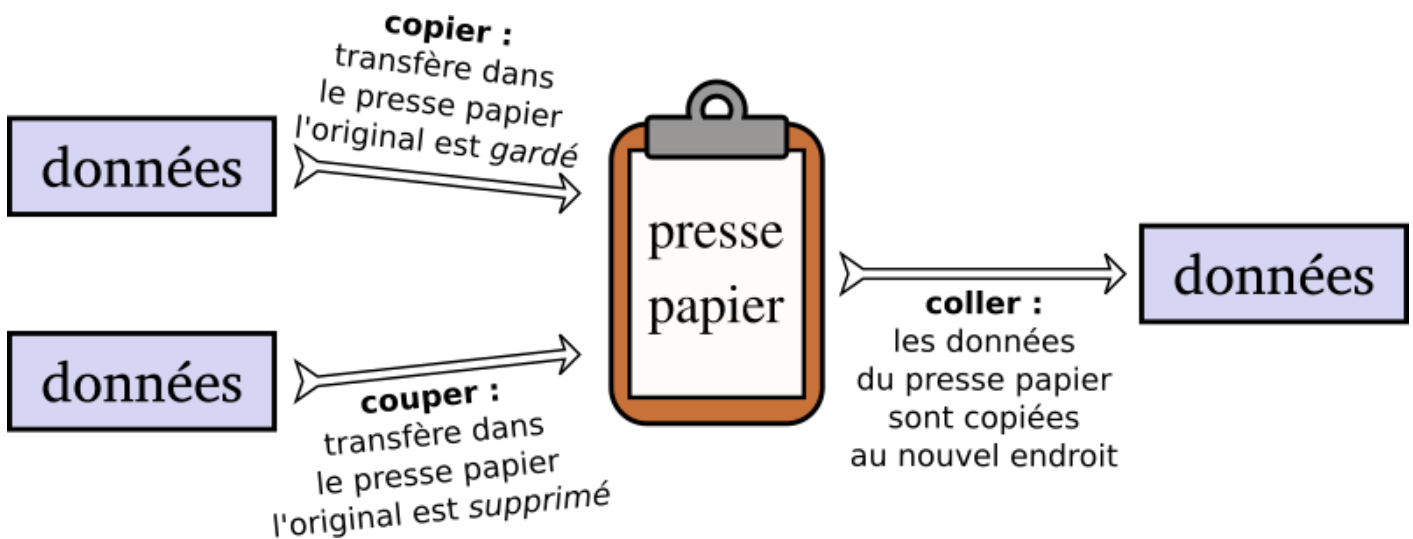 copier :
transfère dans
le presse papier
l'original est gardé
données
presse
papier
données
coller :
les données
du presse papier
sont copiées
au nouvel endroit
données
couper :
transfère dans
le presse papier
l'original est supprimé